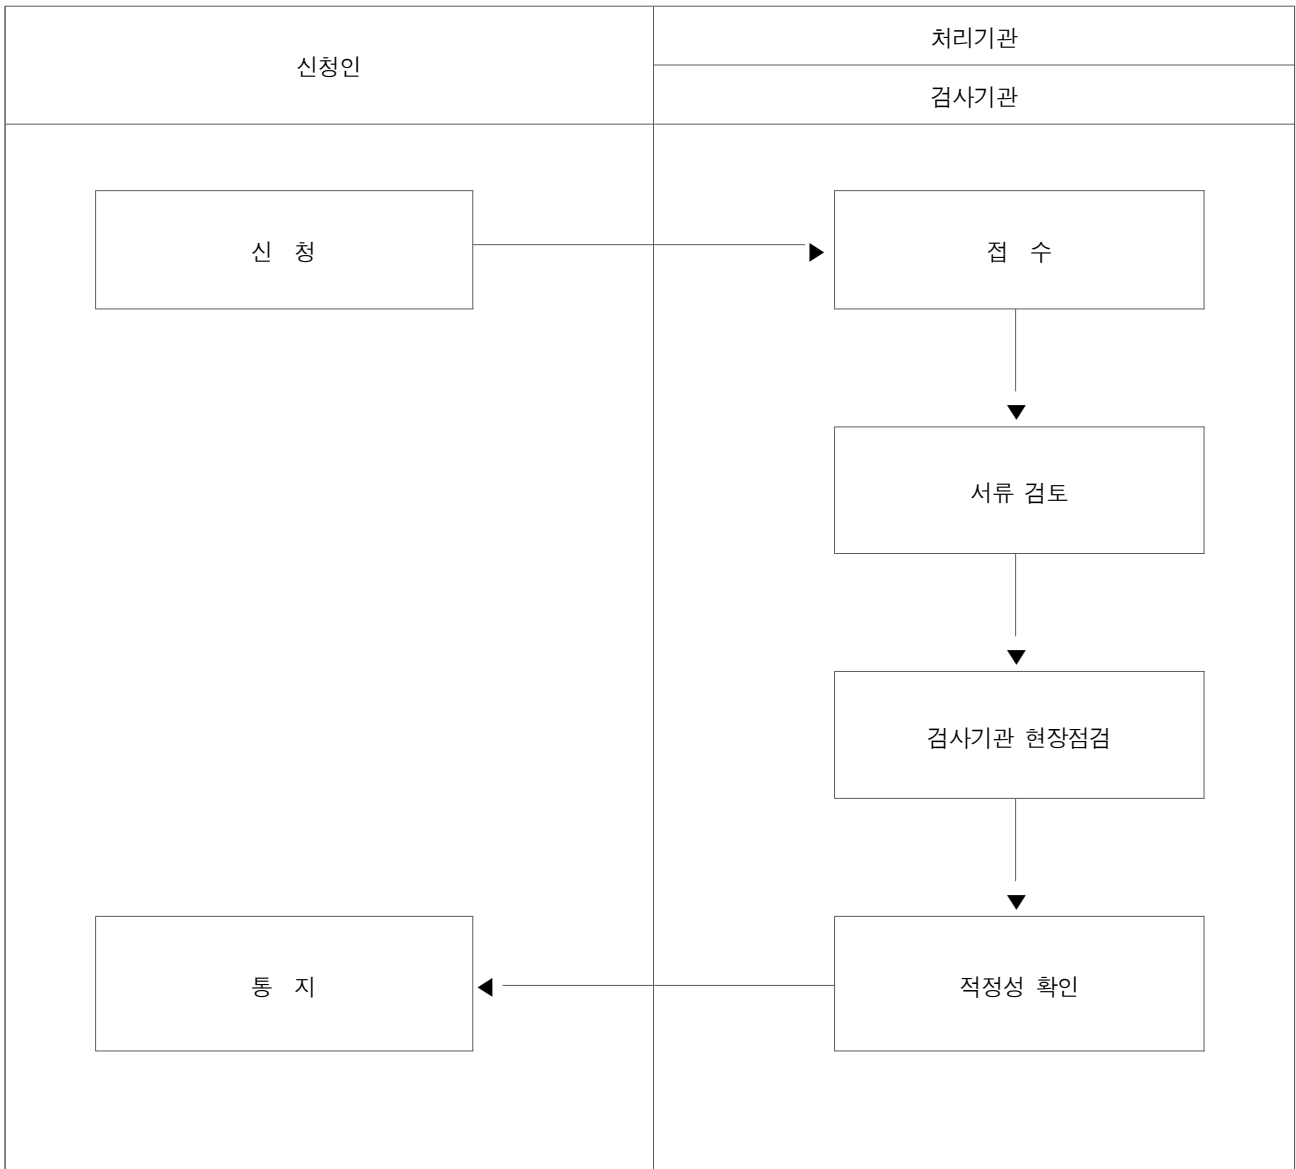 신청인
처리기관
검사기관
신 청
접 수
서류 검토
검사기관 현장점검
통 지
적정성 확인